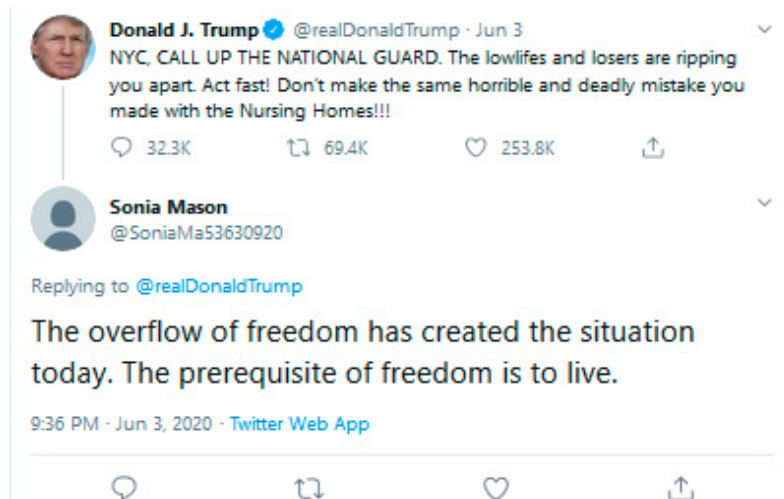 Donald J. Trump @realDonaldTrump · Jun 3
NYC, CALL UP THE NATIONAL GUARD. The lowlifes and losers are ripping
you apart. Act fast! Don't make the same horrible and deadly mistake you
made with the Nursing Homes!!!
32.3K 69.4K 253.8K
Sonia Mason
@SoniaMa53630920
Replying to @realDonaldTrump
The overflow of freedom has created the situation
today. The prerequisite of freedom is to live.
9:36 PM · Jun 3, 2020 · Twitter Web App